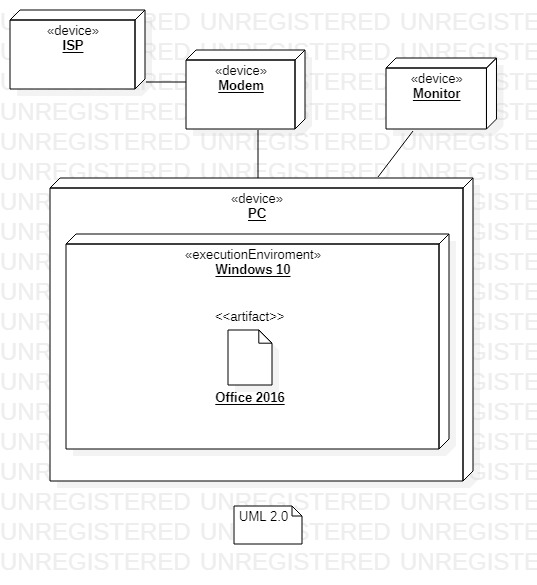 «device»
ISP
«device»
Modem
«device»
Monitor
«device»
PC
«executionEnviroment»
Windows 10
<<artifact>>
Office 2016
UML 2.0
UNREGISTERED UNREGISTERED UNREGISTERED